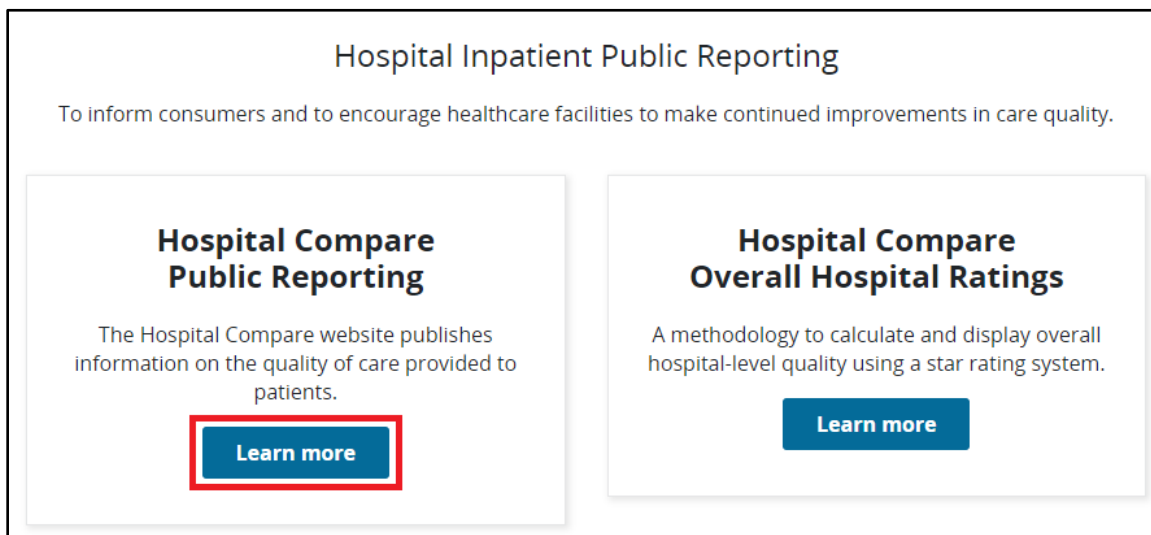 Hospital Inpatient Public Reporting
To inform consumers and to encourage healthcare facilities to make continued improvements in care quality.
Hospital Compare
Public Reporting
The Hospital Compare website publishes
information on the quality of care provided to
patients.
Learn more
Hospital Compare
Overall Hospital Ratings
A methodology to calculate and display overall
hospital-level quality using a star rating system.
Learn more